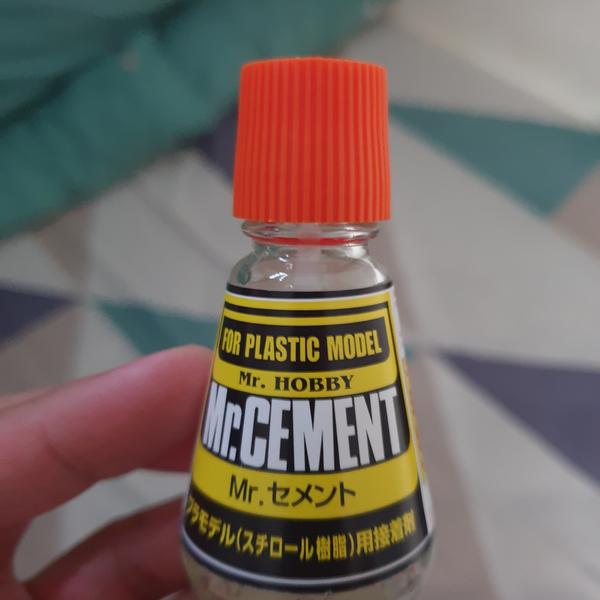 FOR PLASTIC MODEL
Mr. HOBBY
Mr.CEMENT
Mr.セメント
プラモデル(スチロール樹脂)用接着剤